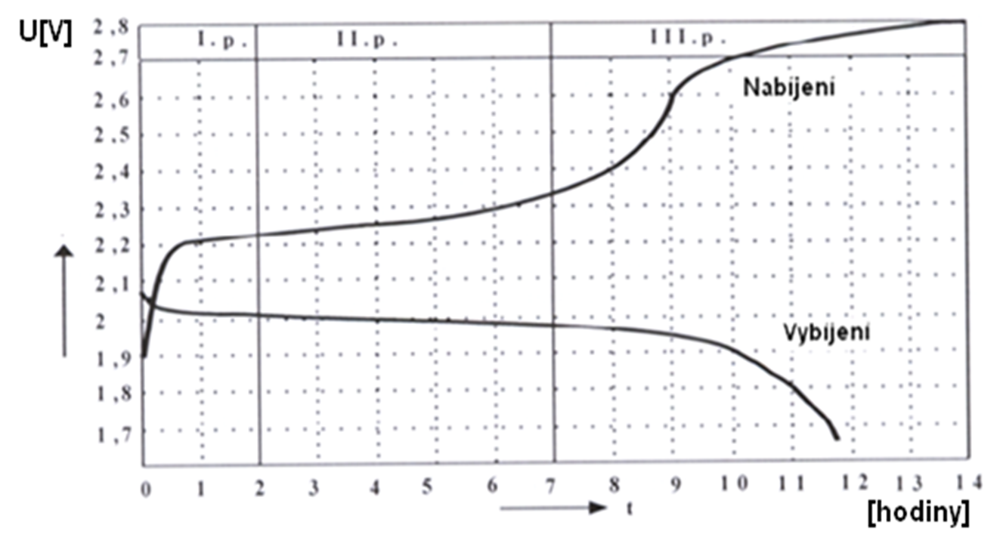 U[V]
2,8
I.p.
II.p.
III.p.
2,7
Nabíjení
2,6
2,5
2,4
2,3
2,2
2,1
2
Vybíjení
1,9
1,8
1,7
0 1 2 3 4 5 6 7 8 9 10 11 12 13 14
t
[hodiny]